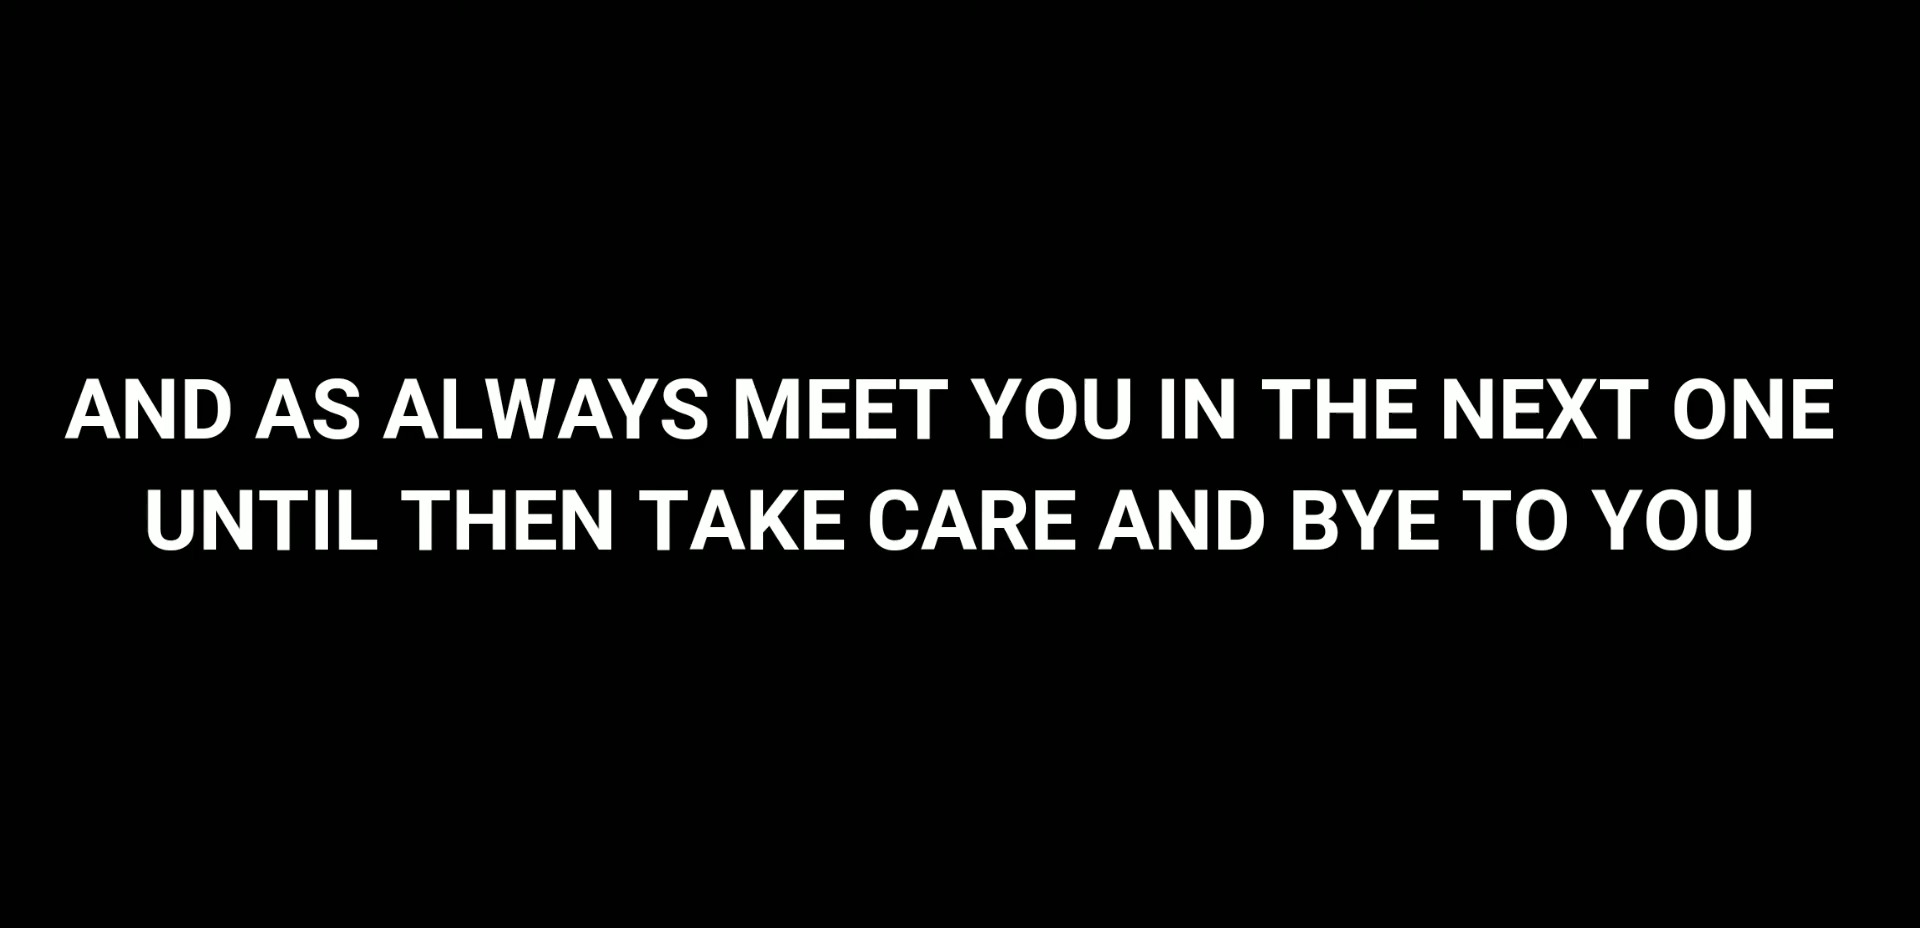 AND AS ALWAYS MEET YOU IN THE NEXT ONE
UNTIL THEN TAKE CARE AND BYE TO YOU